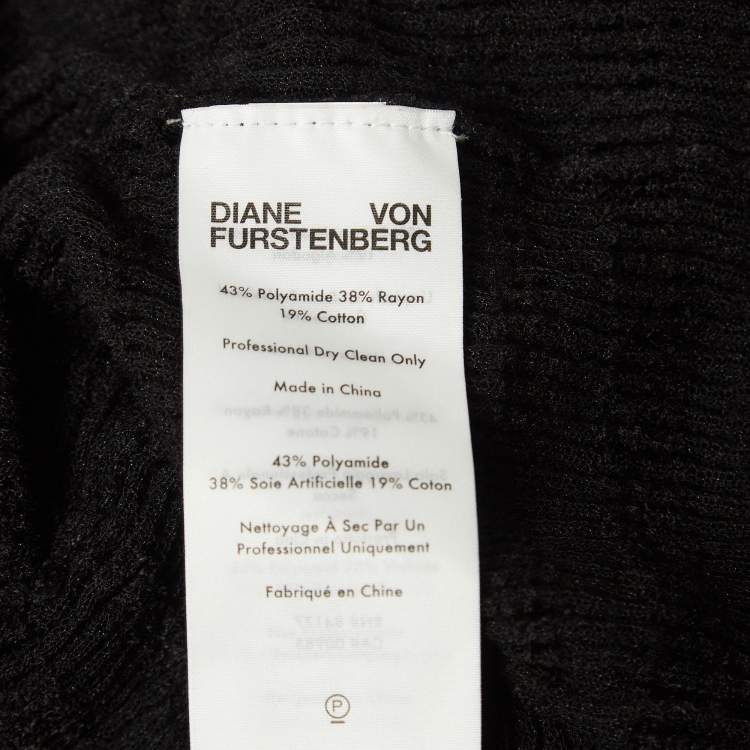 DIANE VON
FURSTENBERG
43% Polyamide 38% Rayon
19% Cotton
Professional Dry Clean Only
Made in China
43% Polyamide
38% Soie Artificielle 19% Coton
Nettoyage À Sec Par Un
Professionnel Uniquement
Fabriqué en Chine
P